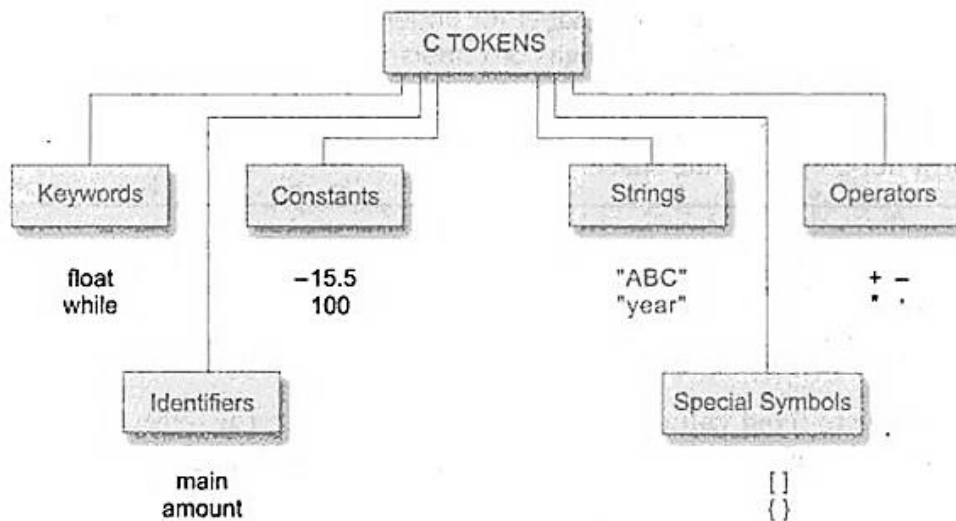 C TOKENS
Keywords
Constants
Strings
Operators
float
while
–15.5
100
"ABC"
"year"
+ –
*
Identifiers
Special Symbols
main
amount
[ ]
{ }